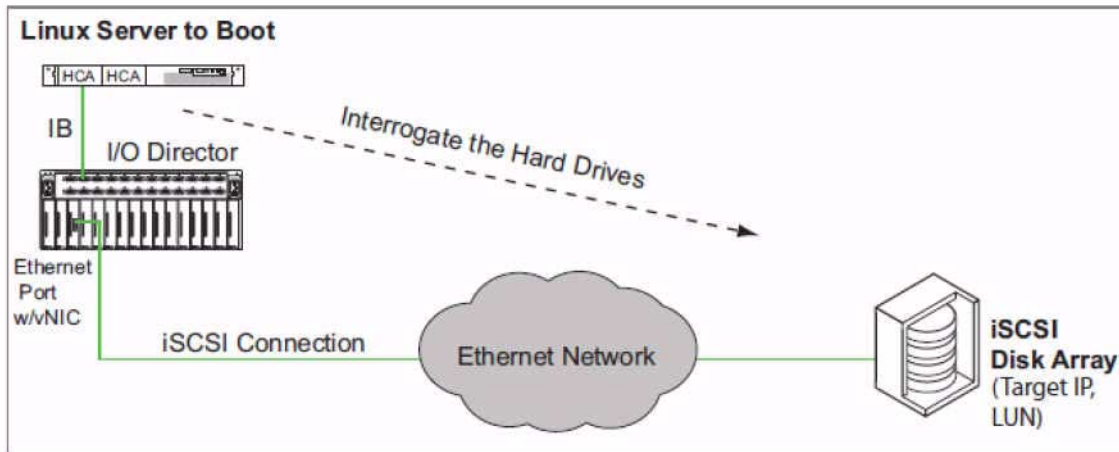 Linux Server to Boot
HCA HCA
IB
I/O Director
Interrogate the Hard Drives
Ethernet
Port
w/vNIC
iSCSI Connection
Ethernet Network
iSCSI
Disk Array
(Target IP,
LUN)